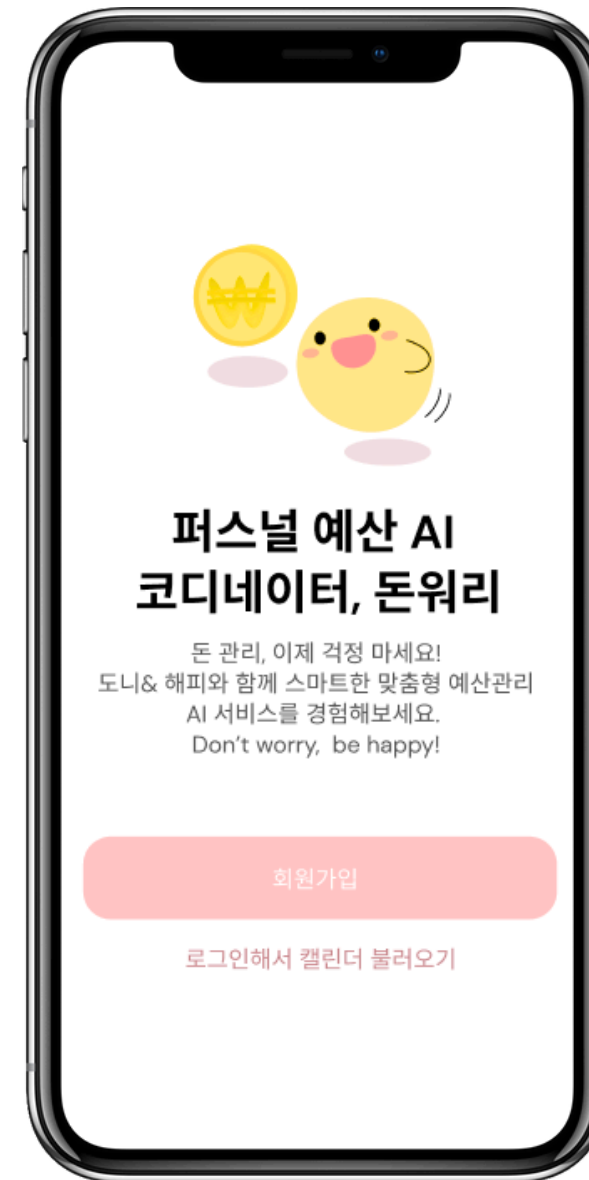 퍼스널 예산 AI
코디네이터, 돈워리
돈 관리, 이제 걱정 마세요!
도니& 해피와 함께 스마트한 맞춤형 예산관리
AI 서비스를 경험해보세요.
Don't worry, be happy!
회원가입
로그인해서 캘린더 불러오기